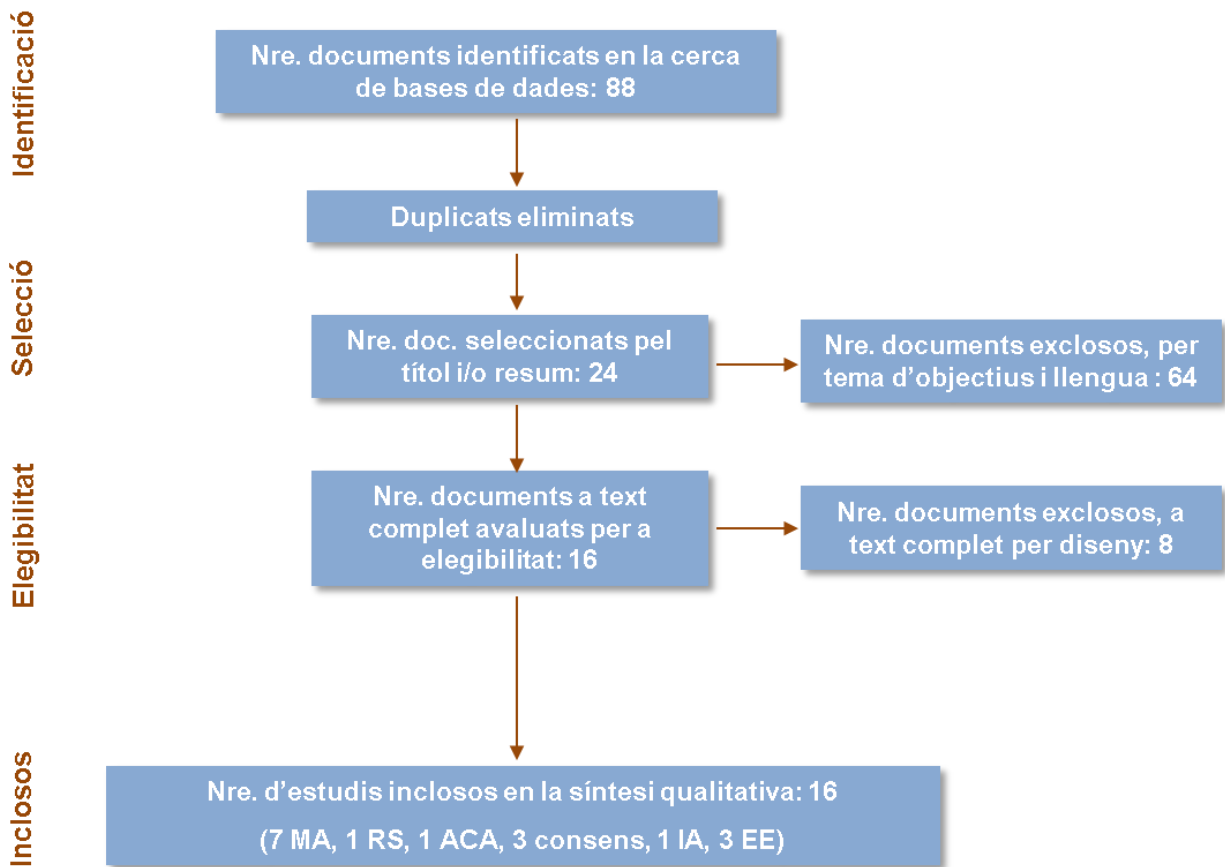 Identificació
Nre. documents identificats en la cerca
de bases de dades: 88
Duplicats eliminats
Selecció
Nre. doc. seleccionats pel
títol i/o resum: 24
Nre. documents exclosos, per
tema d'objectius i llengua : 64
Elegibilitat
Nre. documents a text
complet avaluats per a
elegibilitat: 16
Nre. documents exclosos, a
text complet per diseny: 8
Inclosos
Nre. d'estudis inclosos en la síntesi qualitativa: 16
(7 MA, 1 RS, 1 ACA, 3 consens, 1 IA, 3 EE)